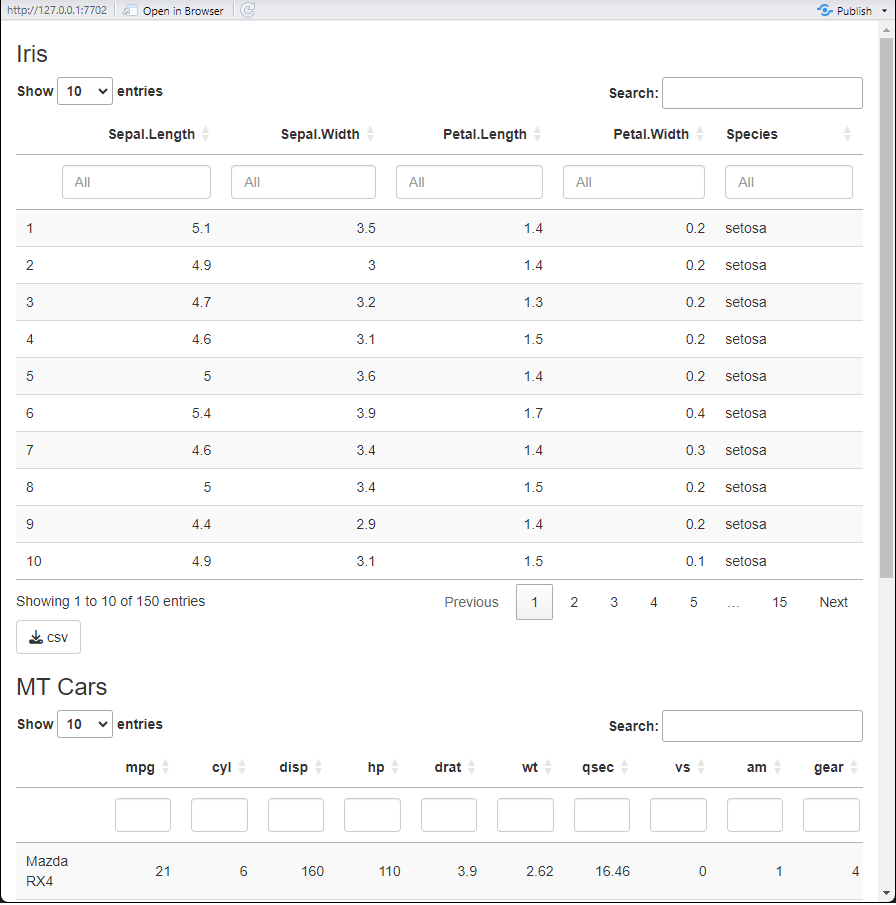 http://127.0.0.1:7702 Open in Browser Publish
Iris
Show 10 entries Search:
Sepal.Length Sepal.Width Petal.Length Petal.Width Species
All All All All All
1 5.1 3.5 1.4 0.2 setosa
2 4.9 3 1.4 0.2 setosa
3 4.7 3.2 1.3 0.2 setosa
4 4.6 3.1 1.5 0.2 setosa
5 5 3.6 1.4 0.2 setosa
6 5.4 3.9 1.7 0.4 setosa
7 4.6 3.4 1.4 0.3 setosa
8 5 3.4 1.5 0.2 setosa
9 4.4 2.9 1.4 0.2 setosa
10 4.9 3.1 1.5 0.1 setosa
Showing 1 to 10 of 150 entries Previous 1 2 3 4 5 … 15 Next
csv
MT Cars
Show 10 entries Search:
mpg cyl disp hp drat wt qsec vs am gear
Mazda
RX4 21 6 160 110 3.9 2.62 16.46 0 1 4